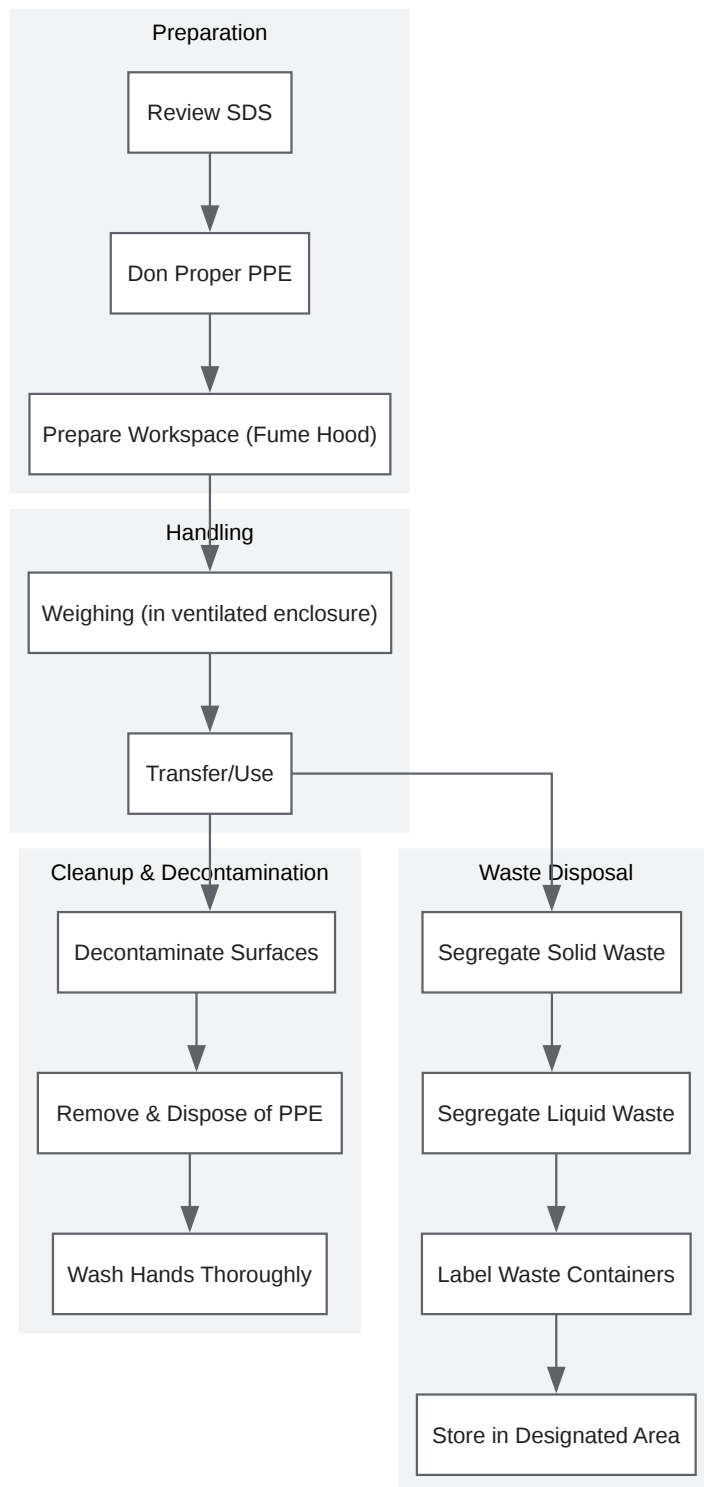 Preparation
Review SDS
Don Proper PPE
Prepare Workspace (Fume Hood)
Handling
Weighing (in ventilated enclosure)
Transfer/Use
Cleanup & Decontamination
Decontaminate Surfaces
Remove & Dispose of PPE
Wash Hands Thoroughly
Waste Disposal
Segregate Solid Waste
Segregate Liquid Waste
Label Waste Containers
Store in Designated Area